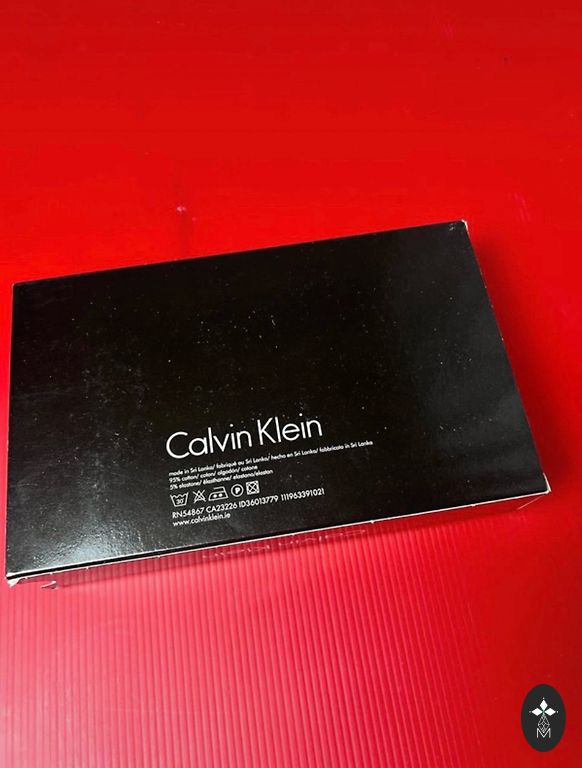 Calvin Klein
made in Sri Lanka/ fabriqué au Sri Lanka/ hecho en Sri Lanka/ fabbricato in Sri Lanka
95% cotton/ coton/ algodón/ cotone
5% elastane/ élasthanne/ elastano/elastan
30°
P
RN54867 CA23226 ID36013779 111963391021
www.calvinklein.ie
M